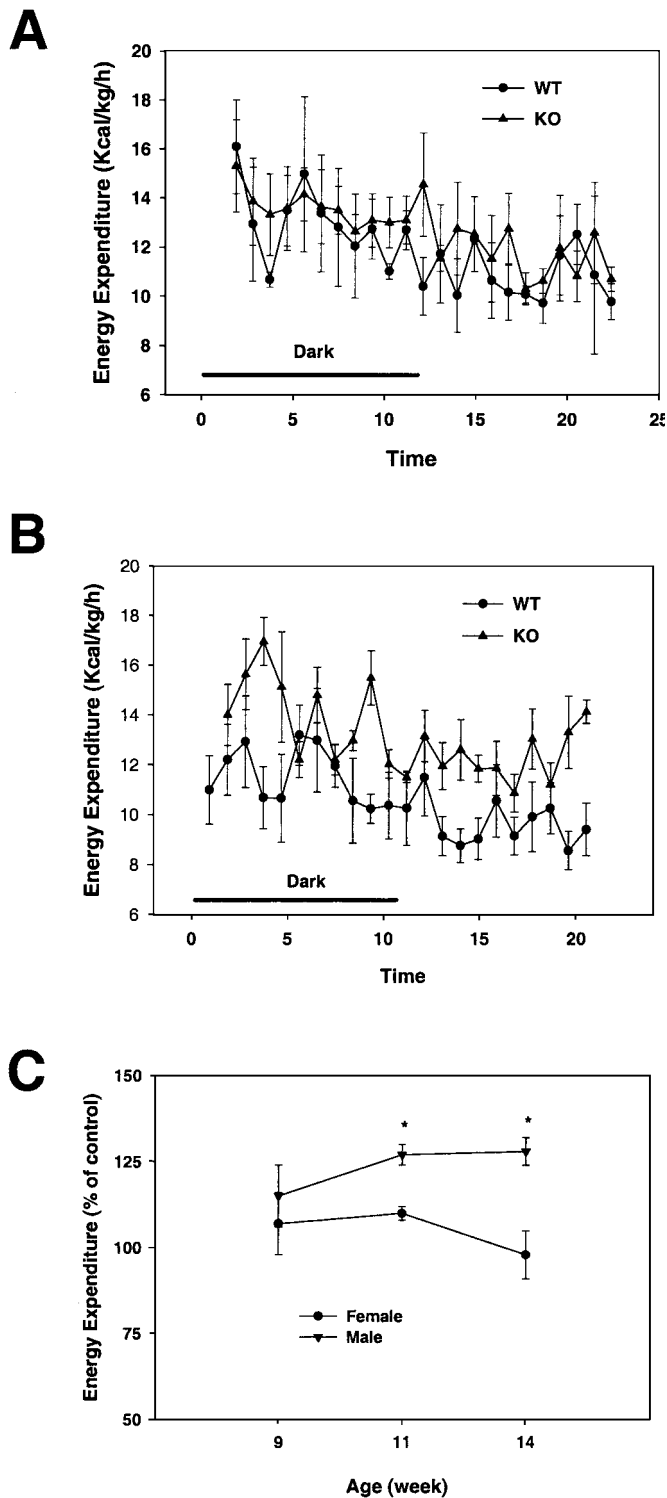 A
Energy Expenditure (Kcal/kg/h)
20
18
16
14
12
10
8
6
WT
KO
Dark
0
5
10
15
20
25
Time
B
Energy Expenditure (Kcal/kg/h)
20
18
16
14
12
10
8
6
WT
KO
Dark
0
5
10
15
20
Time
C
Energy Expenditure (% of control)
150
125
100
75
50
*
*
Female
Male
9
11
14
Age (week)